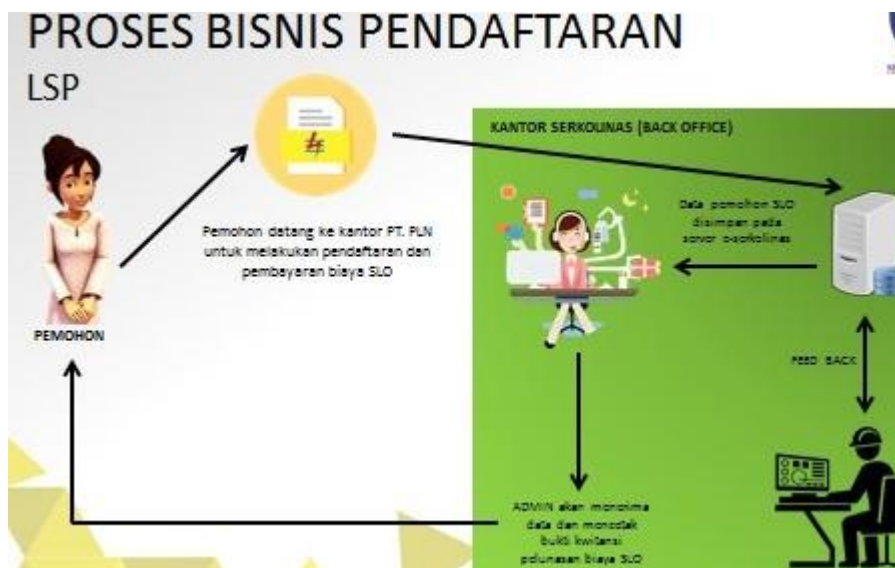 PROSES BISNIS PENDAFTARAN
LSP
KANTOR SERKOLINAS (BACK OFFICE)
Data pemohon SLO
disimpan pada
server e-serkolinas
Pemohon datang ke kantor PT. PLN
untuk melakukan pendaftaran dan
pembayaran biaya SLO
PEMOHON
FEED BACK
ADMIN akan menerima
data dan mencetak
bukti kwitansi
pelunasan biaya SLO